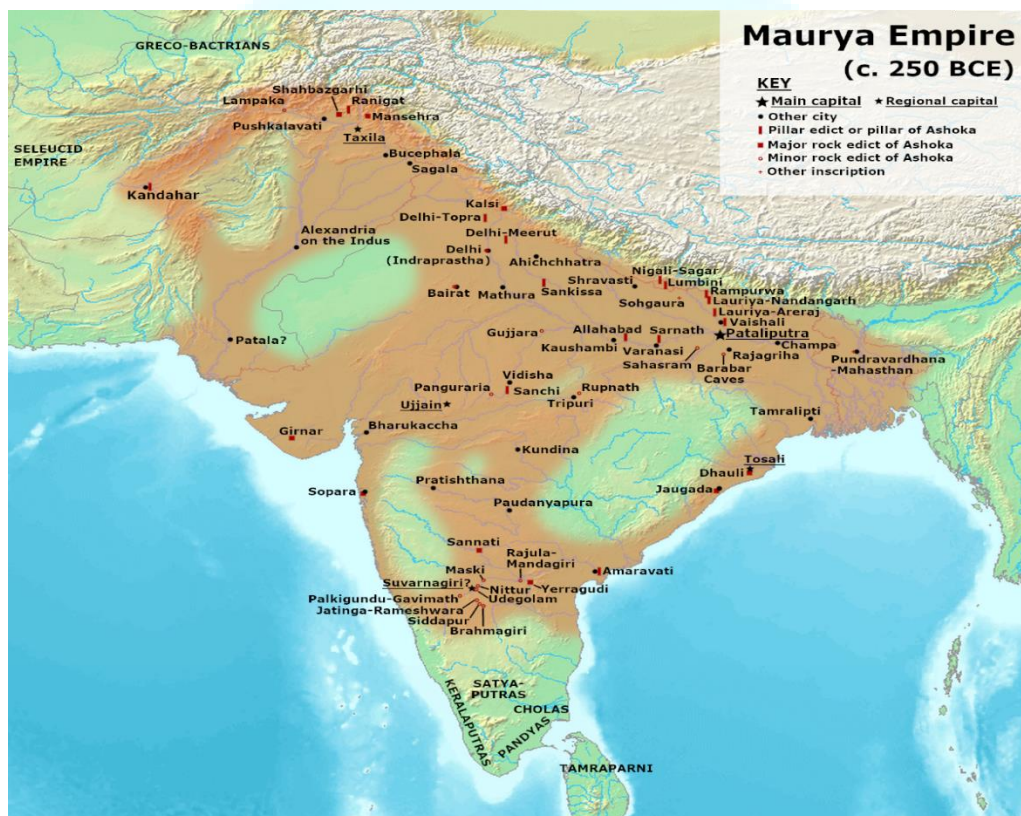 Maurya Empire
(c. 250 BCE)
KEY
Main capital
Regional capital
Other city
Pillar edict or pillar of Ashoka
Major rock edict of Ashoka
Minor rock edict of Ashoka
Other inscription
GRECO-BACTRIANS
Shahbazgarhi
Lampaka
Ranigat
Mansehra
Pushkalavati
Taxila
SELEUCID
EMPIRE
Bucephala
Sagala
Kandahar
Kalsi
Delhi-Topra
Alexandria
on the Indus
Delhi-Meerut
Delhi
(Indraprastha)
Ahichchhatra
Bairat
Mathura
Sankissa
Shravasti
Nigali-Sagar
Lumbini
Sohgaura
Rampurwa
Lauriya-Nandangarh
Lauriya-Areraj
Vaishali
Pataliputra
Patala?
Gujjara
Allahabad
Sarnath
Kaushambi
Varanasi
Sahasram
Rajagriha
Barabar
Caves
Champa
Pundravardhana
-Mahasthan
Vidisha
Panguraria
Sanchi
Rupnath
Tripuri
Ujjain
Tamralipti
Girnar
Bharukaccha
Kundina
Tosali
Dhauli
Sopara
Pratishthana
Jaugada
Paudanyapura
Sannati
Rajula-
Mandagiri
Maski
Amaravati
Suvarnagiri?
Nittur
Yerragudi
Udegolam
Palkigundu-Gavimath
Jatinga-Rameshwara
Siddapur
Brahmagiri
SATYA-
PUTRAS
KERALAPUTRAS
CHOLAS
PANDYAS
TAMRAPARNI